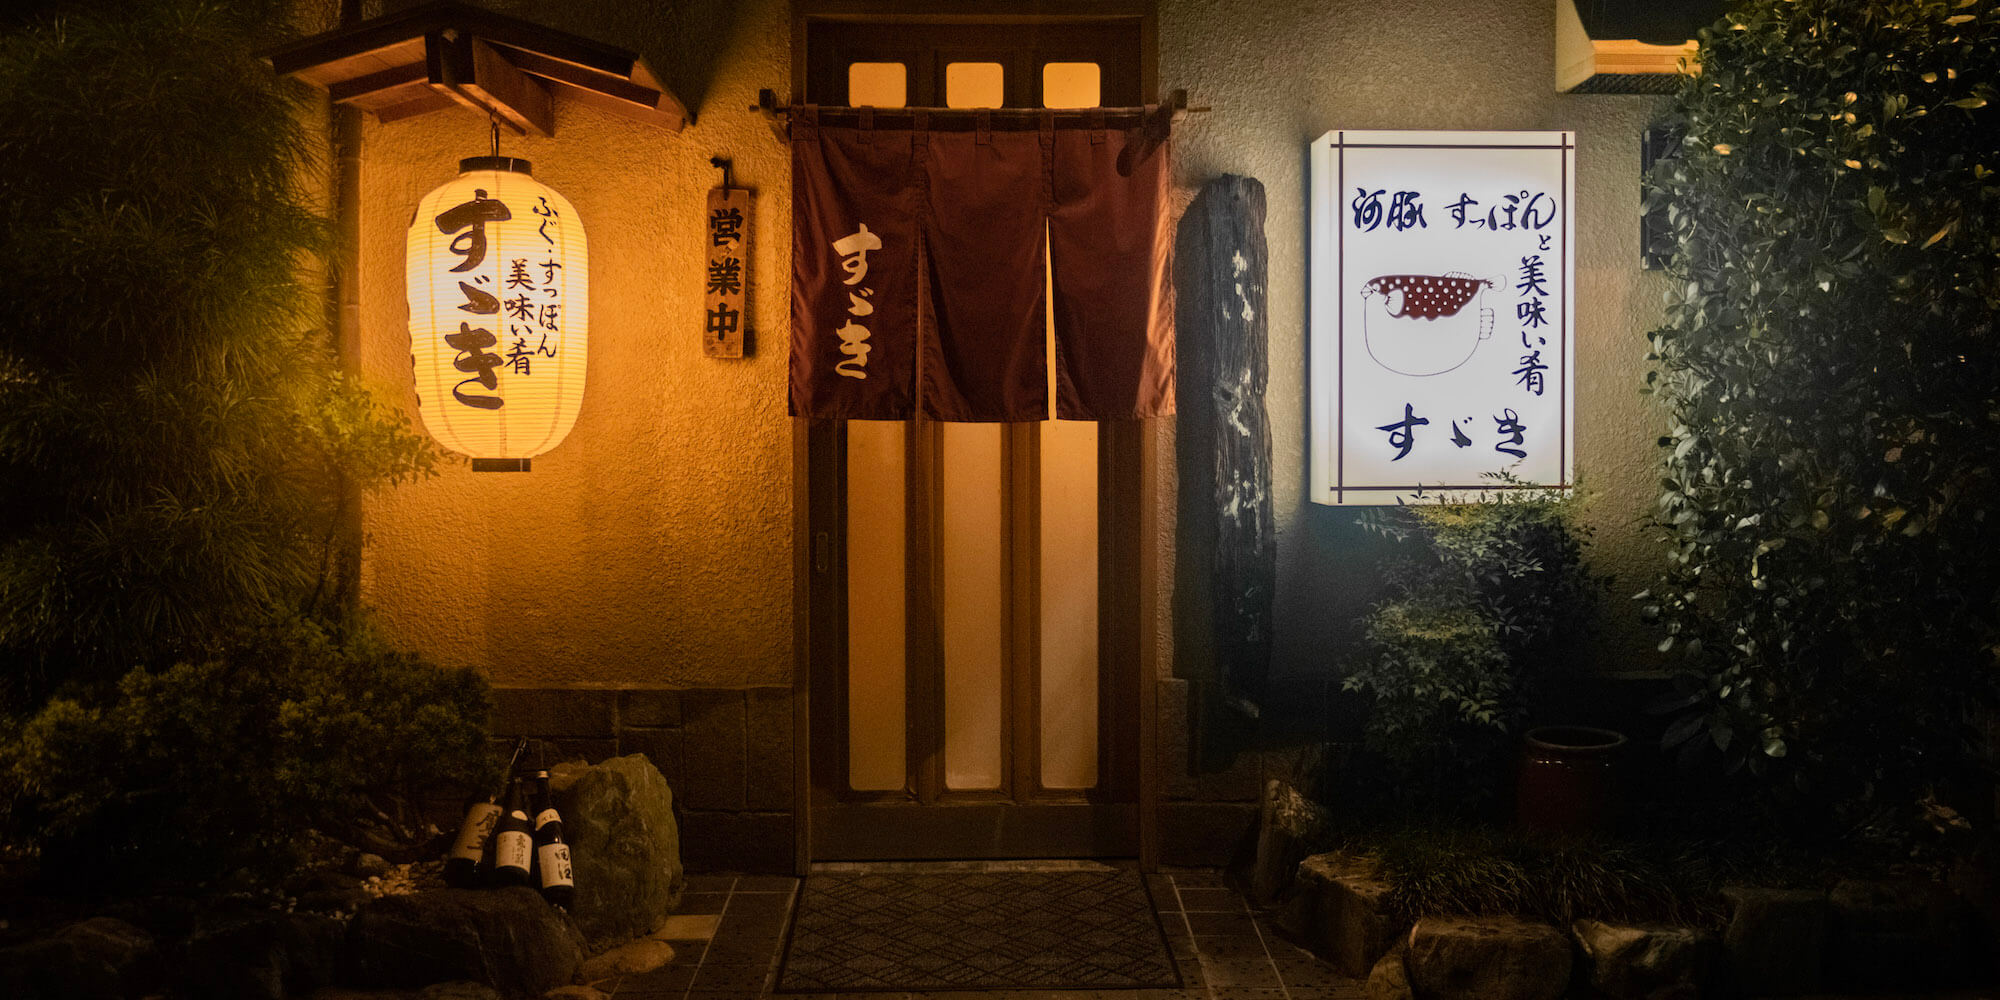 ふぐ・すっぽん
美味い肴
すゞき
営業中
すゞき
河豚 すっぽん
と美味い肴
すゞき